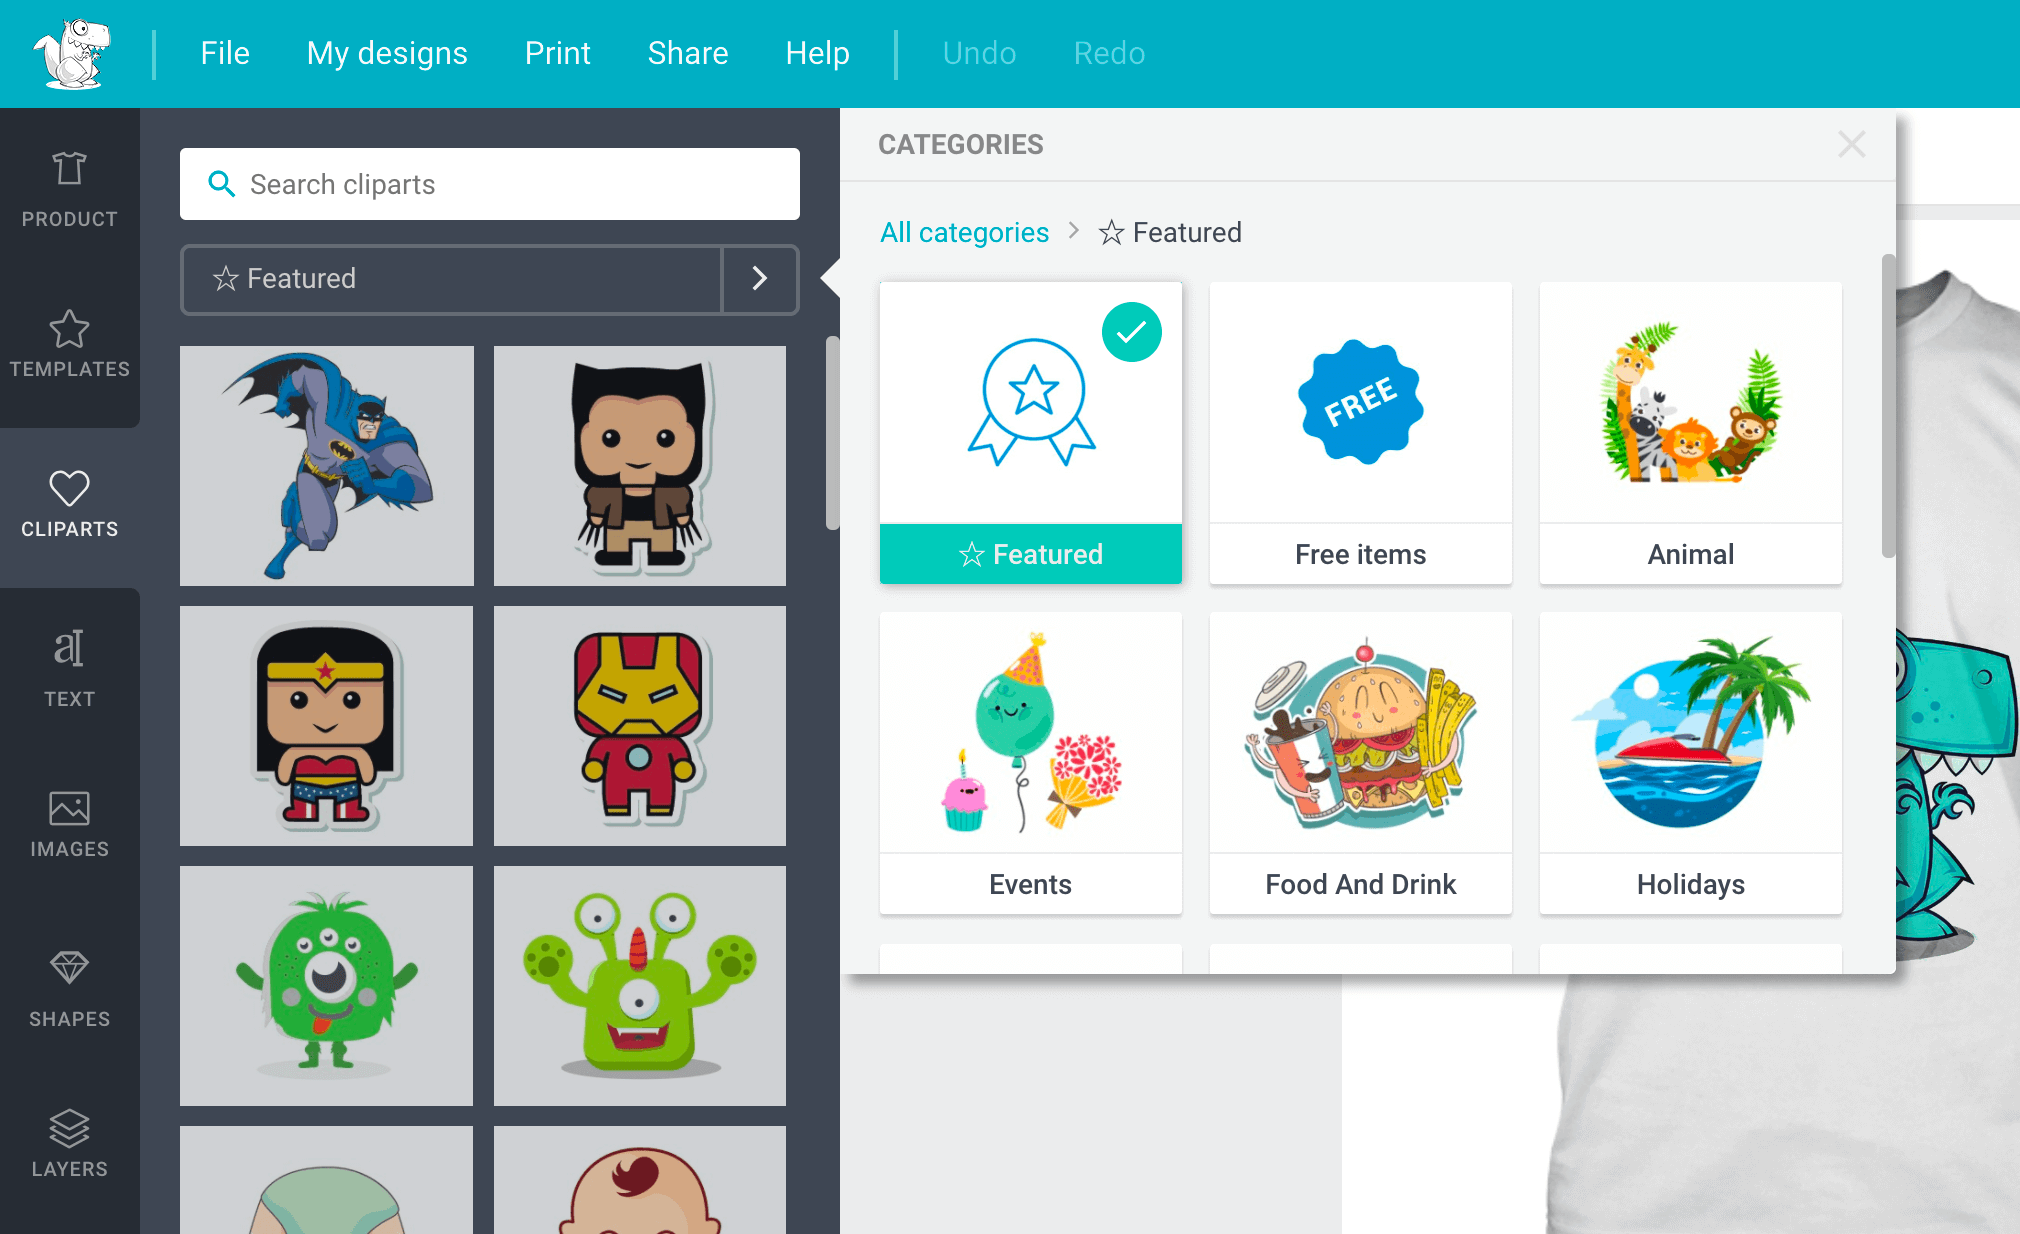 File My designs Print Share Help Undo Redo
PRODUCT
TEMPLATES
CLIPARTS
TEXT
IMAGES
SHAPES
LAYERS
Search cliparts
☆ Featured
CATEGORIES
All categories > ☆ Featured
☆ Featured
FREE
Free items
Animal
Events
Food And Drink
Holidays